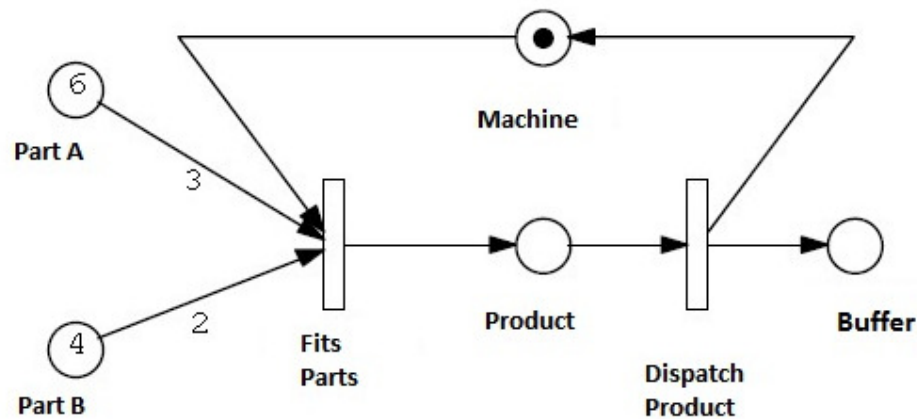 6
Part A
3
Machine
2
4
Part B
Fits
Parts
Product
Dispatch
Product
Buffer